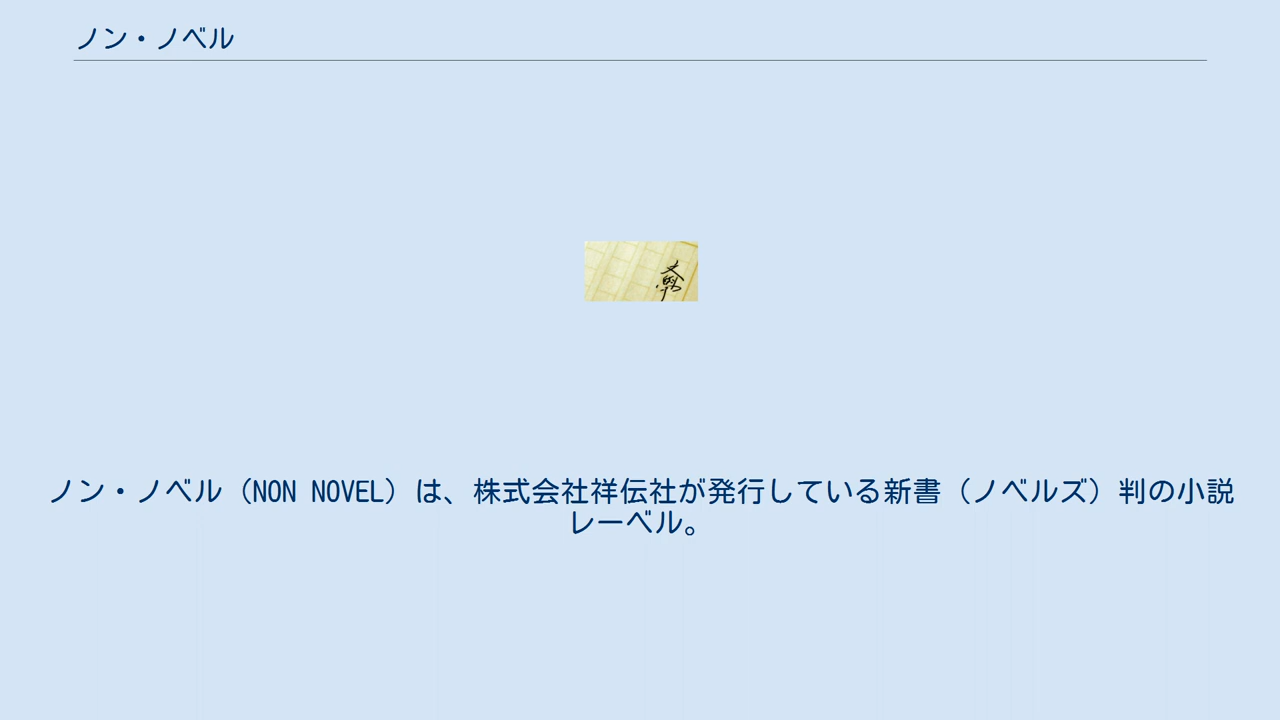 ノン・ノベル
ノン・ノベル（NON NOVEL）は、株式会社祥伝社が発行している新書（ノベルズ）判の小説
レーベル。